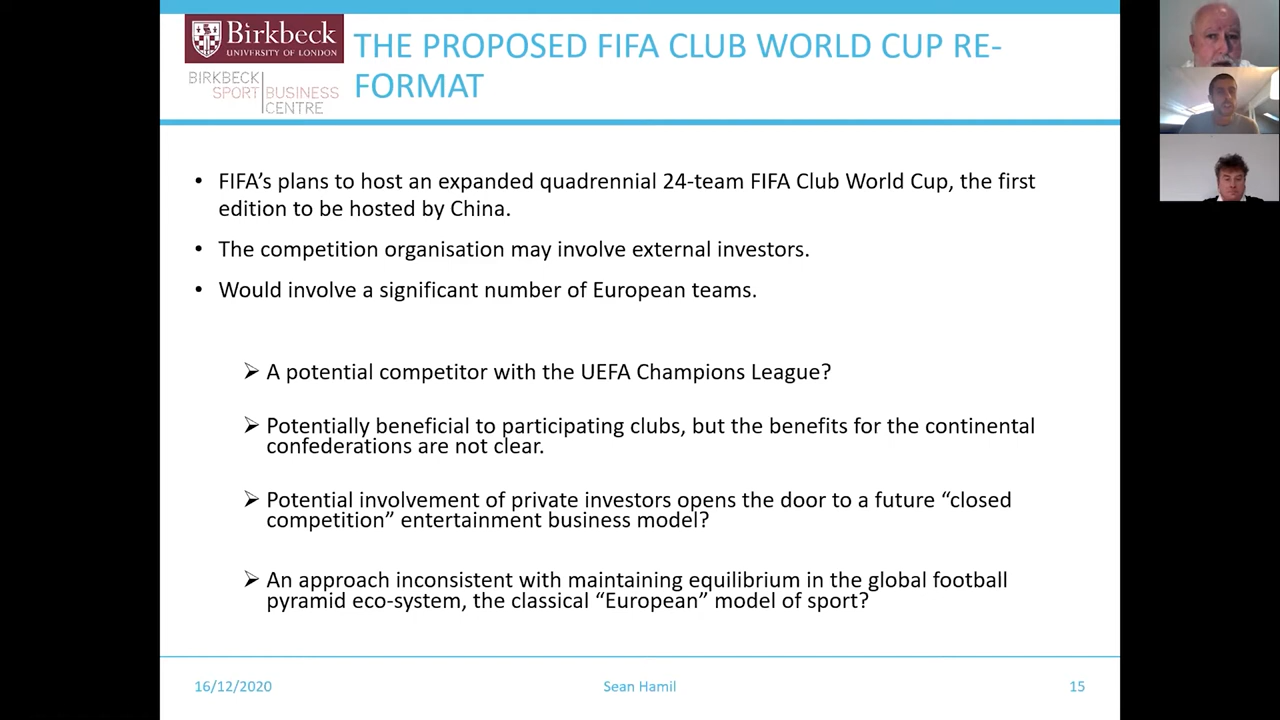 Birkbeck
UNIVERSITY OF LONDON
BIRKBECK
SPORT BUSINESS
CENTRE
THE PROPOSED FIFA CLUB WORLD CUP RE-
FORMAT
• FIFA’s plans to host an expanded quadrennial 24-team FIFA Club World Cup, the first
edition to be hosted by China.
• The competition organisation may involve external investors.
• Would involve a significant number of European teams.
➢ A potential competitor with the UEFA Champions League?
➢ Potentially beneficial to participating clubs, but the benefits for the continental
confederations are not clear.
➢ Potential involvement of private investors opens the door to a future “closed
competition” entertainment business model?
➢ An approach inconsistent with maintaining equilibrium in the global football
pyramid eco-system, the classical “European” model of sport?
16/12/2020
Sean Hamil
15